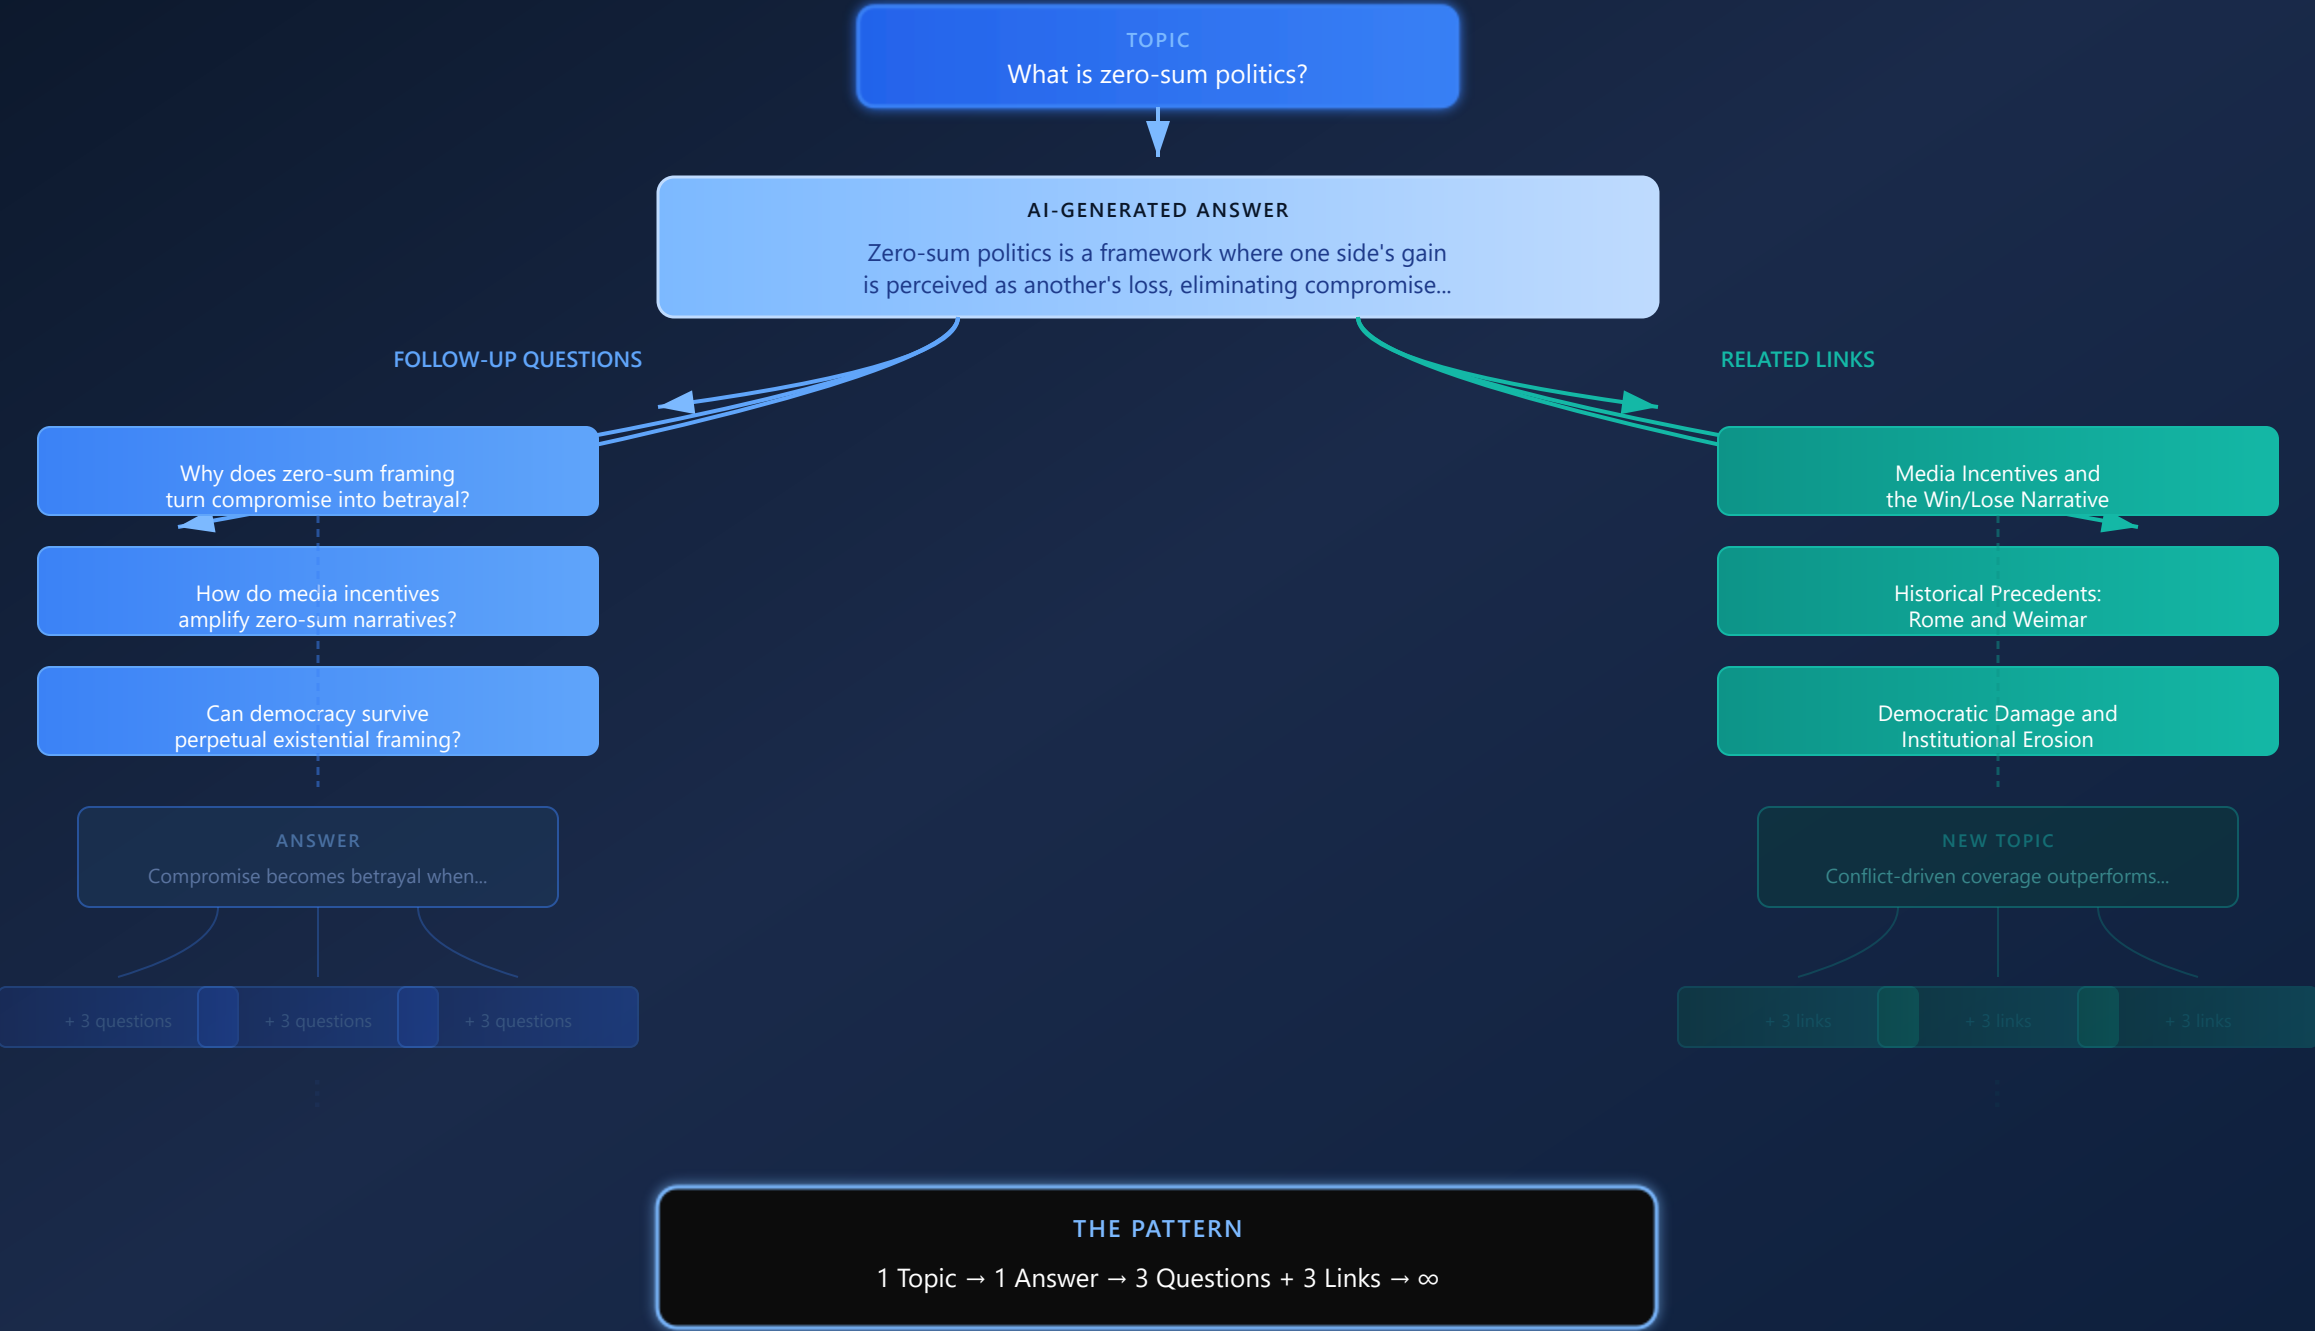 TOPIC
What is zero-sum politics?
AI-GENERATED ANSWER
Zero-sum politics is a framework where one side's gain
is perceived as another's loss, eliminating compromise...
FOLLOW-UP QUESTIONS
Why does zero-sum framing
turn compromise into betrayal?
How do media incentives
amplify zero-sum narratives?
Can democracy survive
perpetual existential framing?
ANSWER
Compromise becomes betrayal when...
+ 3 questions
+ 3 questions
+ 3 questions
RELATED LINKS
Media Incentives and
the Win/Lose Narrative
Historical Precedents:
Rome and Weimar
Democratic Damage and
Institutional Erosion
NEW TOPIC
Conflict-driven coverage outperforms...
+ 3 links
+ 3 links
+ 3 links
THE PATTERN
1 Topic → 1 Answer → 3 Questions + 3 Links → ∞